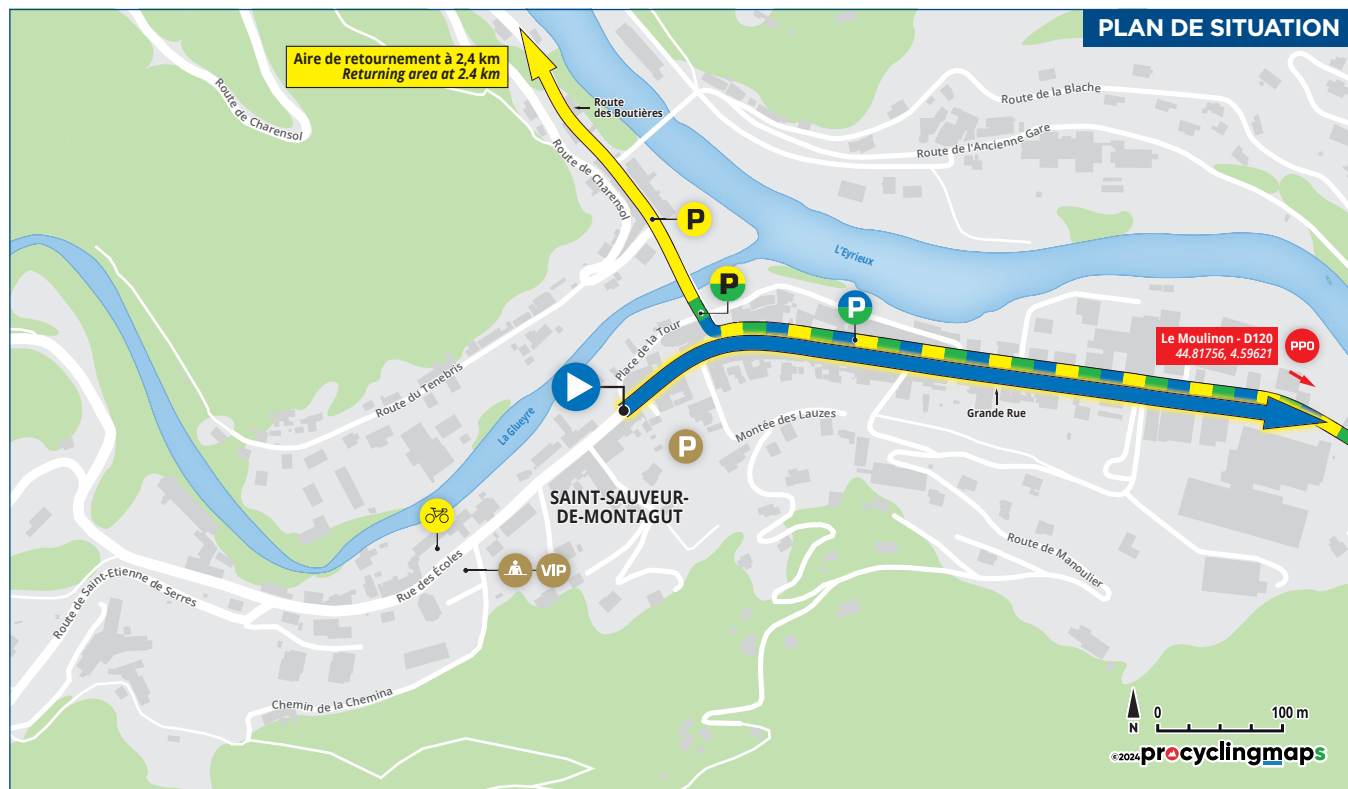 PLAN DE SITUATION
Aire de retournement à 2,4 km
Returning area at 2.4 km
Route
des Boutières
Route de la Blache
Route de Charensol
Route de l'Ancienne Gare
Route de Charensol
P
L'Eyrieux
P
P
Place de la Tour
Le Moulinon - D120
44.81756, 4.59621
PPO
Route du Tenebris
La Glueyre
Grande Rue
Montée des Lauzes
P
SAINT-SAUVEUR-
DE-MONTAGUT
Route de Manoulier
Rue des Écoles
VIP
Route de Saint-Etienne de Serres
Chemin de la Chemina
N
0
100 m
©2024 procyclingmaps